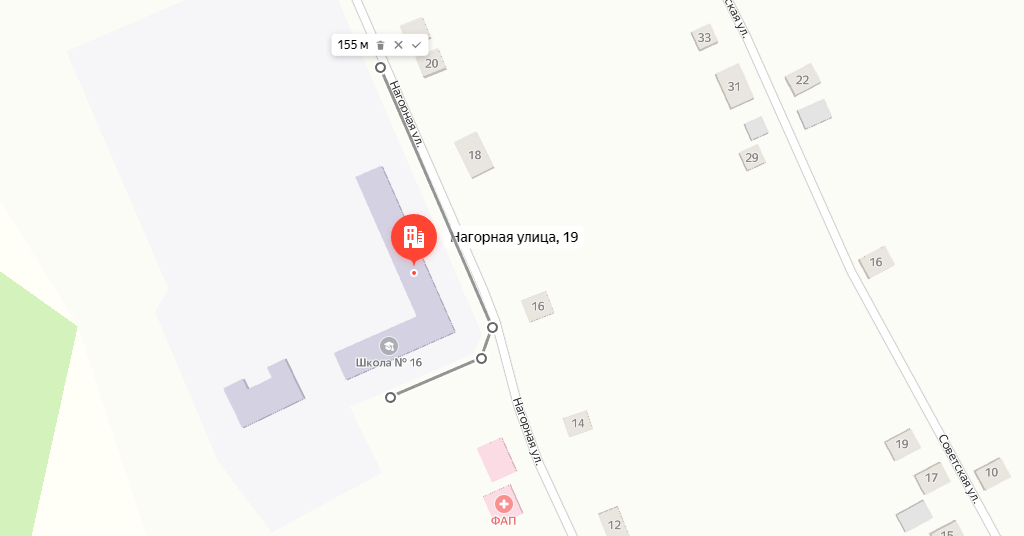 ская ул.
33
155 м
20
22
31
Нагорная ул.
18
29
Нагорная улица, 19
16
16
Школа № 16
14
Нагорная ул.
19
Советская ул.
17
10
ФАП
12
15